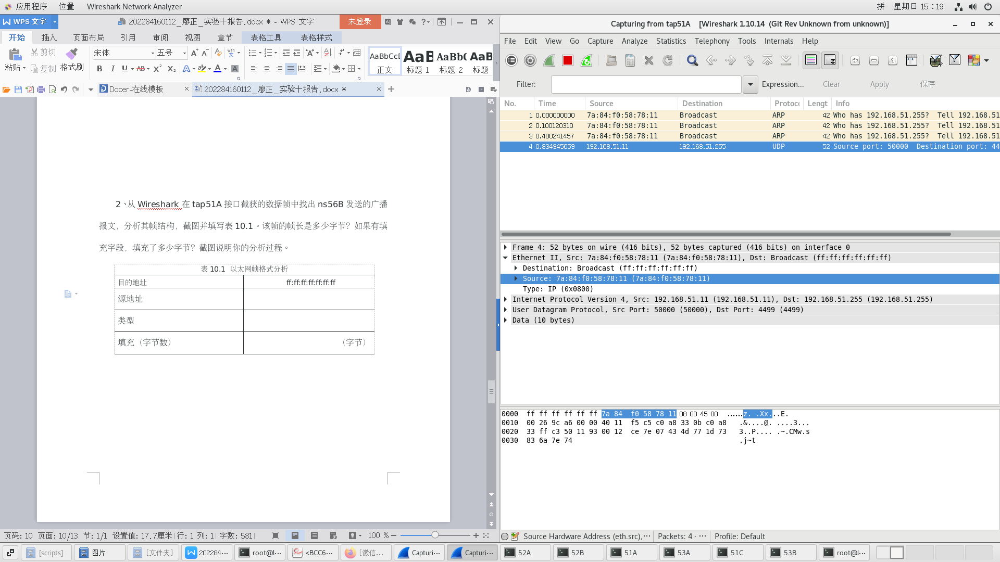 应用程序 位置 Wireshark Network Analyzer 拼 星期日 15：19
WPS 文字 202284160112_廖正_实验十报告.docx * - WPS 文字 未登录
开始 插入 页面布局 引用 审阅 视图 章节 表格工具 表格样式
粘贴 剪切 复制 格式刷 宋体 五号
B I U AB X² X₂ A A A
AaBbCcD AaB AaBb( AaB
正文 标题 1 标题 2 标题
Docer-在线模板 202284160112_廖正_实验十报告.docx *
2、从 Wireshark 在 tap51A 接口截获的数据帧中找出 ns56B 发送的广播
报文，分析其帧结构，截图并填写表 10.1。该帧的帧长是多少字节？如果有填
充字段，填充了多少字节？截图说明你的分析过程。
表 10.1 以太网帧格式分析
目的地址 ff:ff:ff:ff:ff:ff:ff
源地址
类型
填充（字节数） （字节）
页码: 10 页面: 10/13 节: 1/1 设置值: 17.7厘米 行: 1 列: 1 字数: 581 100 %
Capturing from tap51A [Wireshark 1.10.14 (Git Rev Unknown from unknown)]
File Edit View Go Capture Analyze Statistics Telephony Tools Internals Help
Filter: Expression... Clear Apply 保存
No. Time Source Destination Protoco Lengt Info
1 0.000000000 7a:84:f0:58:78:11 Broadcast ARP 42 Who has 192.168.51.255? Tell 192.168.51
2 0.100120310 7a:84:f0:58:78:11 Broadcast ARP 42 Who has 192.168.51.255? Tell 192.168.51
3 0.400241457 7a:84:f0:58:78:11 Broadcast ARP 42 Who has 192.168.51.255? Tell 192.168.51
4 0.834945659 192.168.51.11 192.168.51.255 UDP 52 Source port: 50000 Destination port: 44
Frame 4: 52 bytes on wire (416 bits), 52 bytes captured (416 bits) on interface 0
Ethernet II, Src: 7a:84:f0:58:78:11 (7a:84:f0:58:78:11), Dst: Broadcast (ff:ff:ff:ff:ff:ff)
Destination: Broadcast (ff:ff:ff:ff:ff:ff)
Source: 7a:84:f0:58:78:11 (7a:84:f0:58:78:11)
Type: IP (0x0800)
Internet Protocol Version 4, Src: 192.168.51.11 (192.168.51.11), Dst: 192.168.51.255 (192.168.51.255)
User Datagram Protocol, Src Port: 50000 (50000), Dst Port: 4499 (4499)
Data (10 bytes)
0000 ff ff ff ff ff ff 7a 84 f0 58 78 11 08 00 45 00 ......z. .Xx...E.
0010 00 26 9c a6 00 00 40 11 f5 c5 c0 a8 33 0b c0 a8 .&....@. ....3...
0020 33 ff c3 50 11 93 00 12 ce 7e 07 43 4d 77 1d 73 3..P.... .~.CMw.s
0030 83 6a 7e 74 .j~t
Source Hardware Address (eth.src),··· Packets: 4 · ··· Profile: Default
[scripts] 图片 [文件夹] 202284··· root@l··· <BCC6··· [微信... Capturi··· Capturi··· 52A 52B 51A 53A 51C 53B root@l···